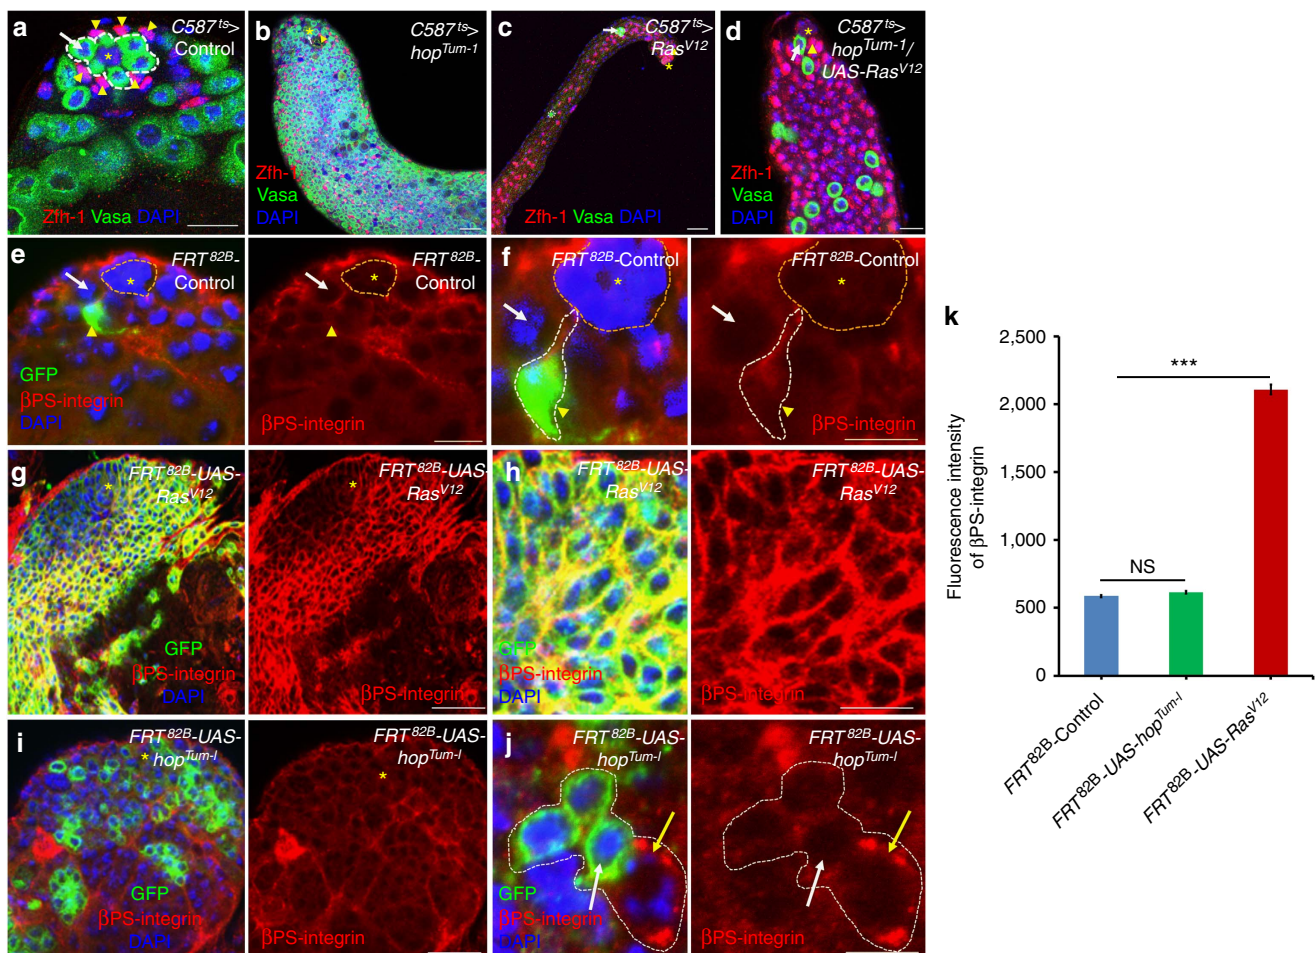 a
C587ts>
Control
*
Zfh-1 Vasa DAPI
b
C587ts>
hopTum-1
*
Zfh-1
Vasa
DAPI
c
C587ts>
RasV12
*
Zfh-1 Vasa DAPI
d
C587ts>
hopTum-1/
UAS-RasV12
*
Zfh-1
Vasa
DAPI
e
FRT82B-
Control
*
GFP
βPS-integrin
DAPI
FRT82B-
Control
*
βPS-integrin
f
FRT82B-Control
*
GFP
βPS-integrin
DAPI
FRT82B-Control
*
βPS-integrin
g
FRT82B-UAS-
RasV12
*
GFP
βPS-integrin
DAPI
FRT82B-UAS-
RasV12
*
βPS-integrin
h
FRT82B-UAS-
RasV12
GFP
βPS-integrin
DAPI
FRT82B-UAS-
RasV12
βPS-integrin
i
FRT82B-UAS-
hopTum-l
*
GFP
βPS-integrin
DAPI
FRT82B-UAS-
hopTum-l
*
βPS-integrin
j
FRT82B-UAS-
hopTum-l
GFP
βPS-integrin
DAPI
FRT82B-UAS-
hopTum-l
βPS-integrin
k
Fluorescence intensity
of βPS-integrin
2,500
2,000
1,500
1,000
500
0
NS
***
FRT82B-Control
FRT82B-UAS-hopTum-l
FRT82B-UAS-RasV12